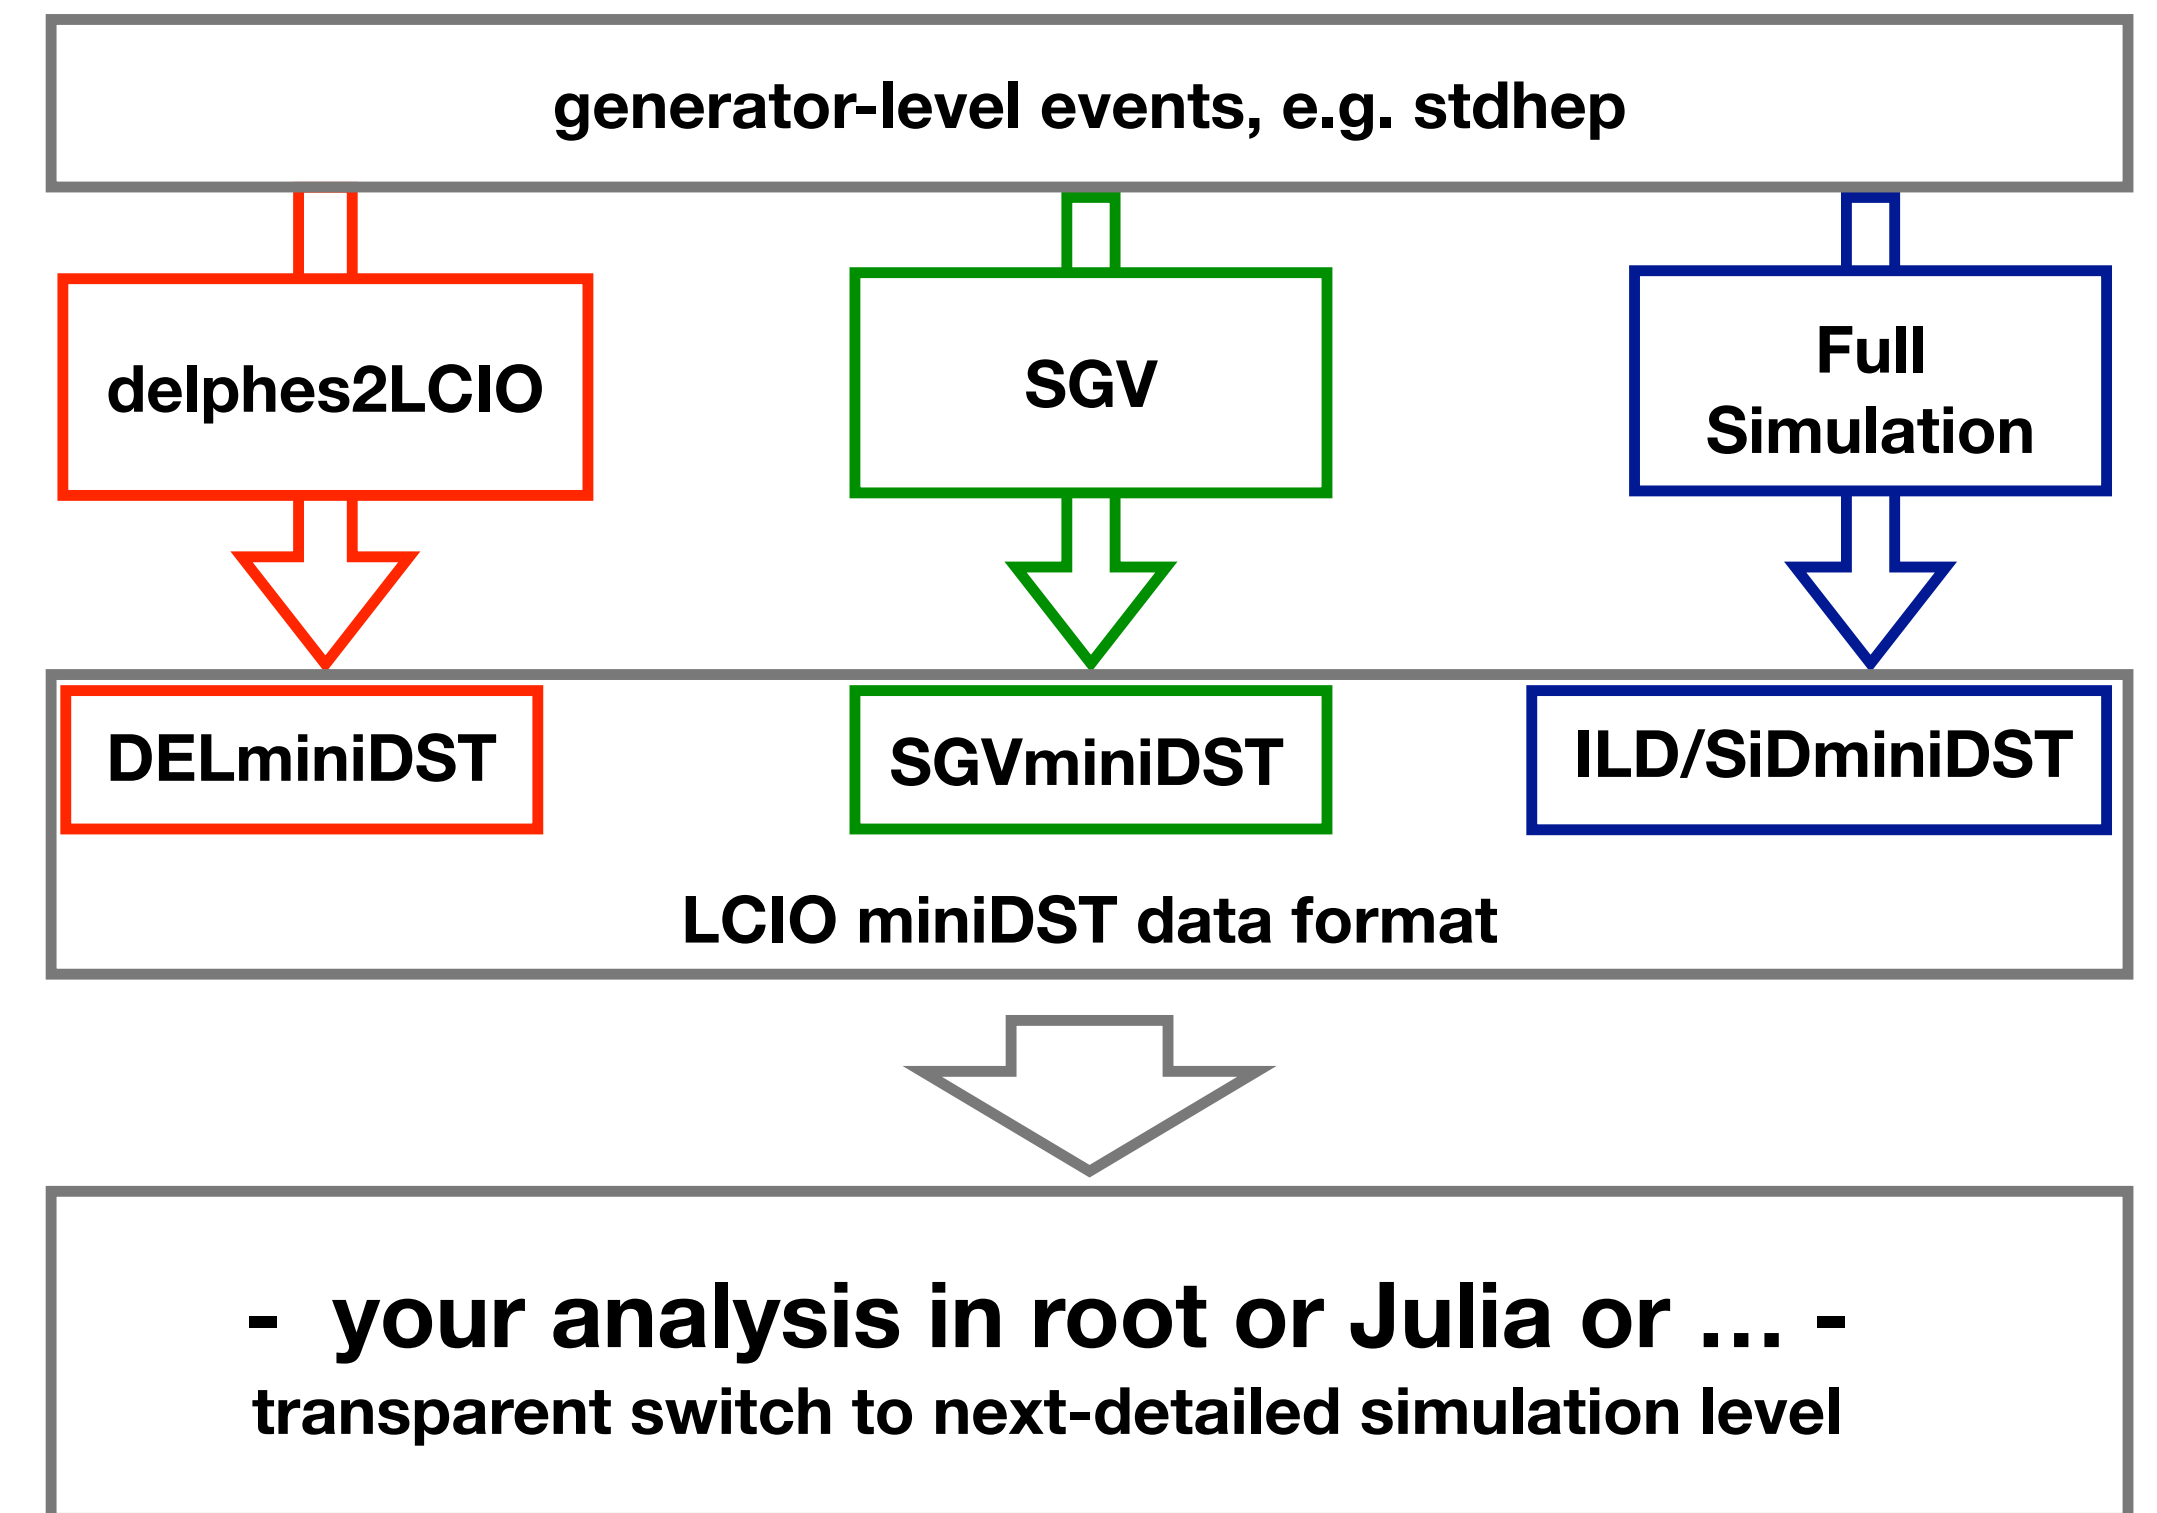 generator-level events, e.g. stdhep
delphes2LCIO
SGV
Full
Simulation
DELminiDST
SGVminiDST
ILD/SiDminiDST
LCIO miniDST data format
- your analysis in root or Julia or … -
transparent switch to next-detailed simulation level